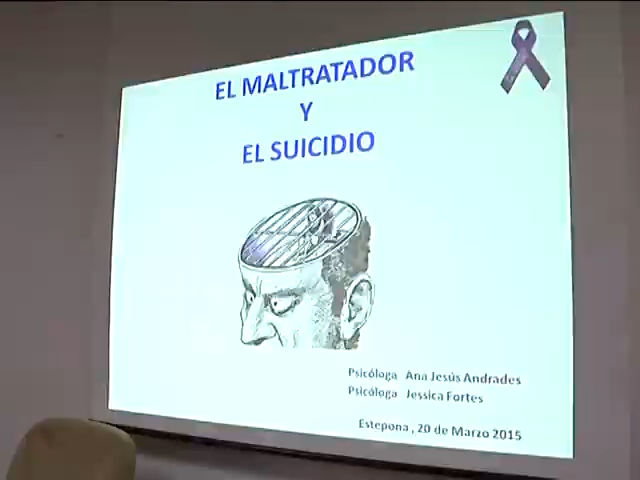 EL MALTRATADOR
Y
EL SUICIDIO
Psicóloga Ana Jesús Andrades
Psicóloga Jessica Fortes
Estepona , 20 de Marzo 2015